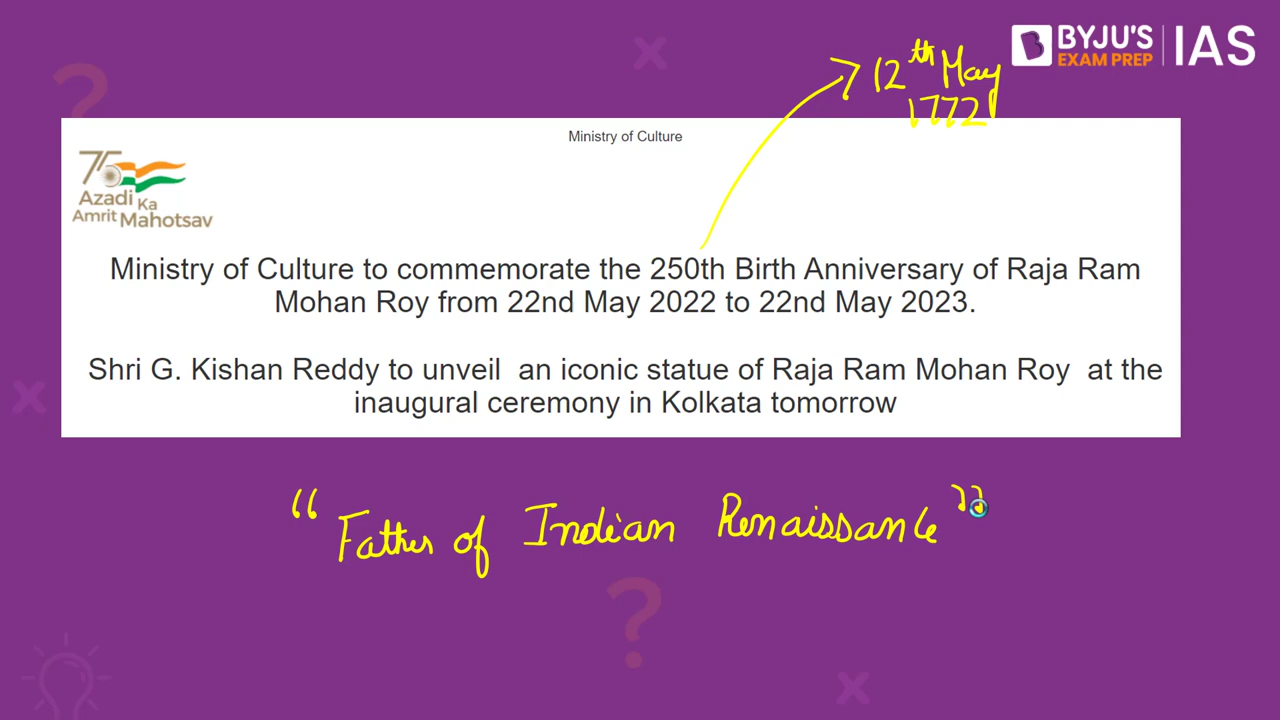 BYJU'S
EXAM PREP
IAS
12th May
1772
Ministry of Culture
75
Azadi Ka
Amrit Mahotsav
Ministry of Culture to commemorate the 250th Birth Anniversary of Raja Ram
Mohan Roy from 22nd May 2022 to 22nd May 2023.
Shri G. Kishan Reddy to unveil an iconic statue of Raja Ram Mohan Roy at the
inaugural ceremony in Kolkata tomorrow
"Father of Indian Renaissance"